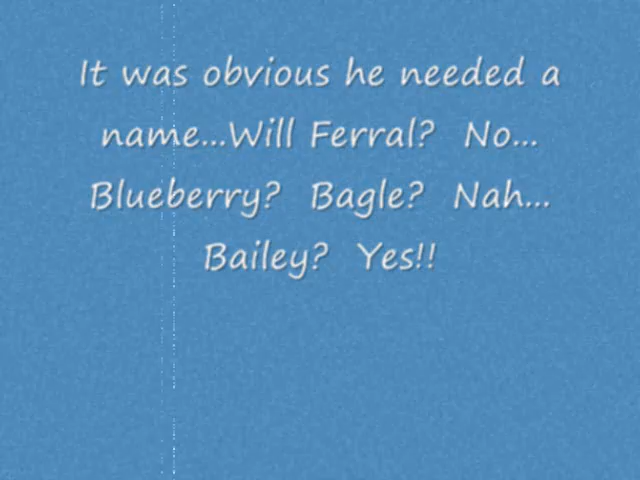 It was obvious he needed a
name...Will Ferral? No...
Blueberry? Bagle? Nah...
Bailey? Yes!!